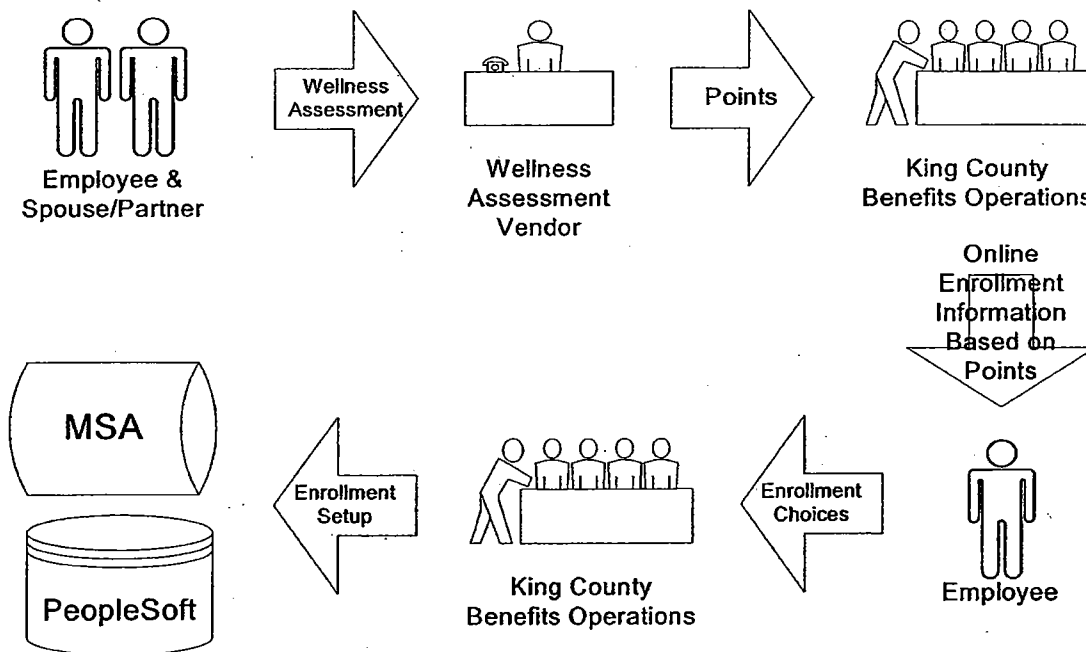 Wellness
Assessment
Points
Employee &
Spouse/Partner
Wellness
Assessment
Vendor
King County
Benefits Operations
Online
Enrollment
Information
Based on
Points
MSA
Enrollment
Setup
Enrollment
Choices
PeopleSoft
King County
Benefits Operations
Employee